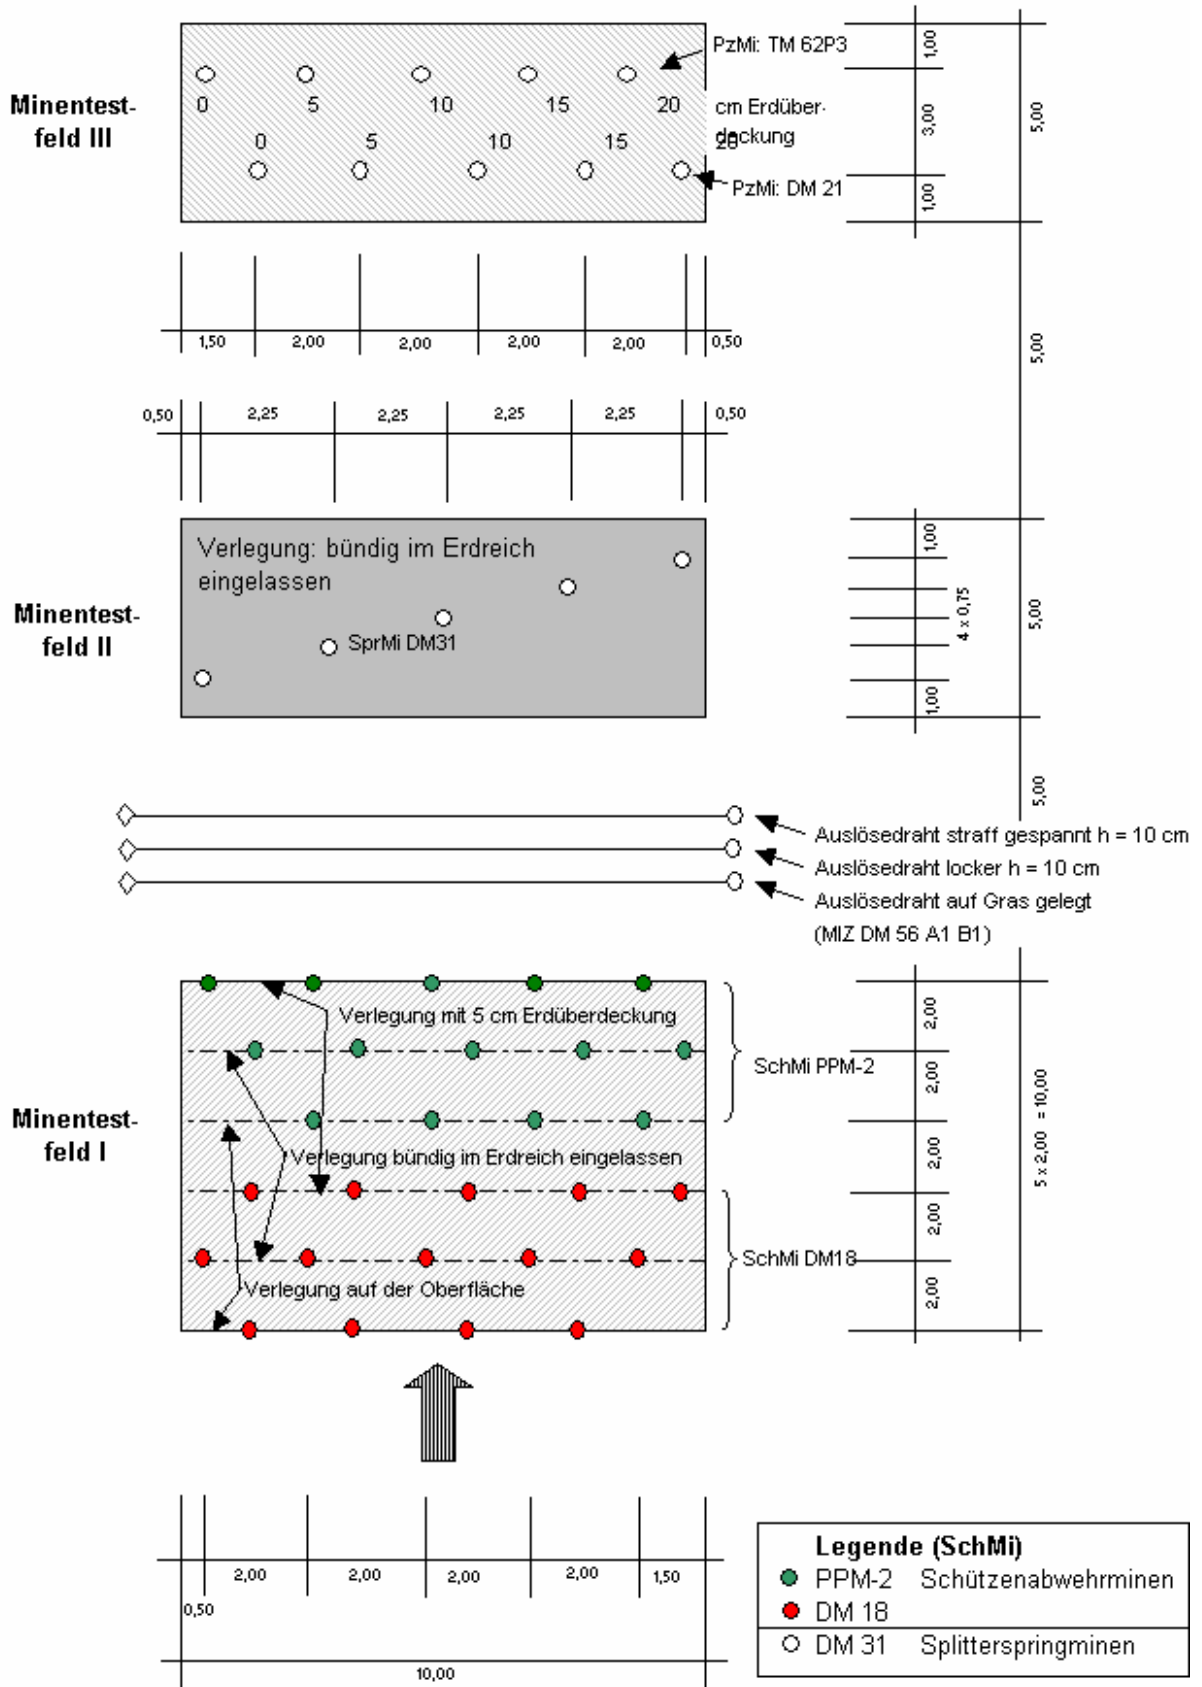 PzMi: TM 62P3
Minentest-
feld III
0 5 10 15 20
cm Erdüber-
deckung
0 5 10 15 20
PzMi: DM 21
1,00
3,00
1,00
5,00
1,50 2,00 2,00 2,00 2,00 0,50
5,00
0,50 2,25 2,25 2,25 2,25 0,50
Minentest-
feld II
Verlegung: bündig im Erdreich
eingelassen
SprMi DM31
1,00
4 x 0,75
1,00
5,00
5,00
Auslösedraht straff gespannt h = 10 cm
Auslösedraht locker h = 10 cm
Auslösedraht auf Gras gelegt
(MIZ DM 56 A1 B1)
Minentest-
feld I
Verlegung mit 5 cm Erdüberdeckung
SchMi PPM-2
Verlegung bündig im Erdreich eingelassen
SchMi DM18
Verlegung auf der Oberfläche
2,00
2,00
2,00
2,00
2,00
5 x 2,00 = 10,00
2,00 2,00 2,00 2,00 1,50
0,50
10,00
Legende (SchMi)
PPM-2 Schützenabwehrminen
DM 18
DM 31 Splitterspringminen